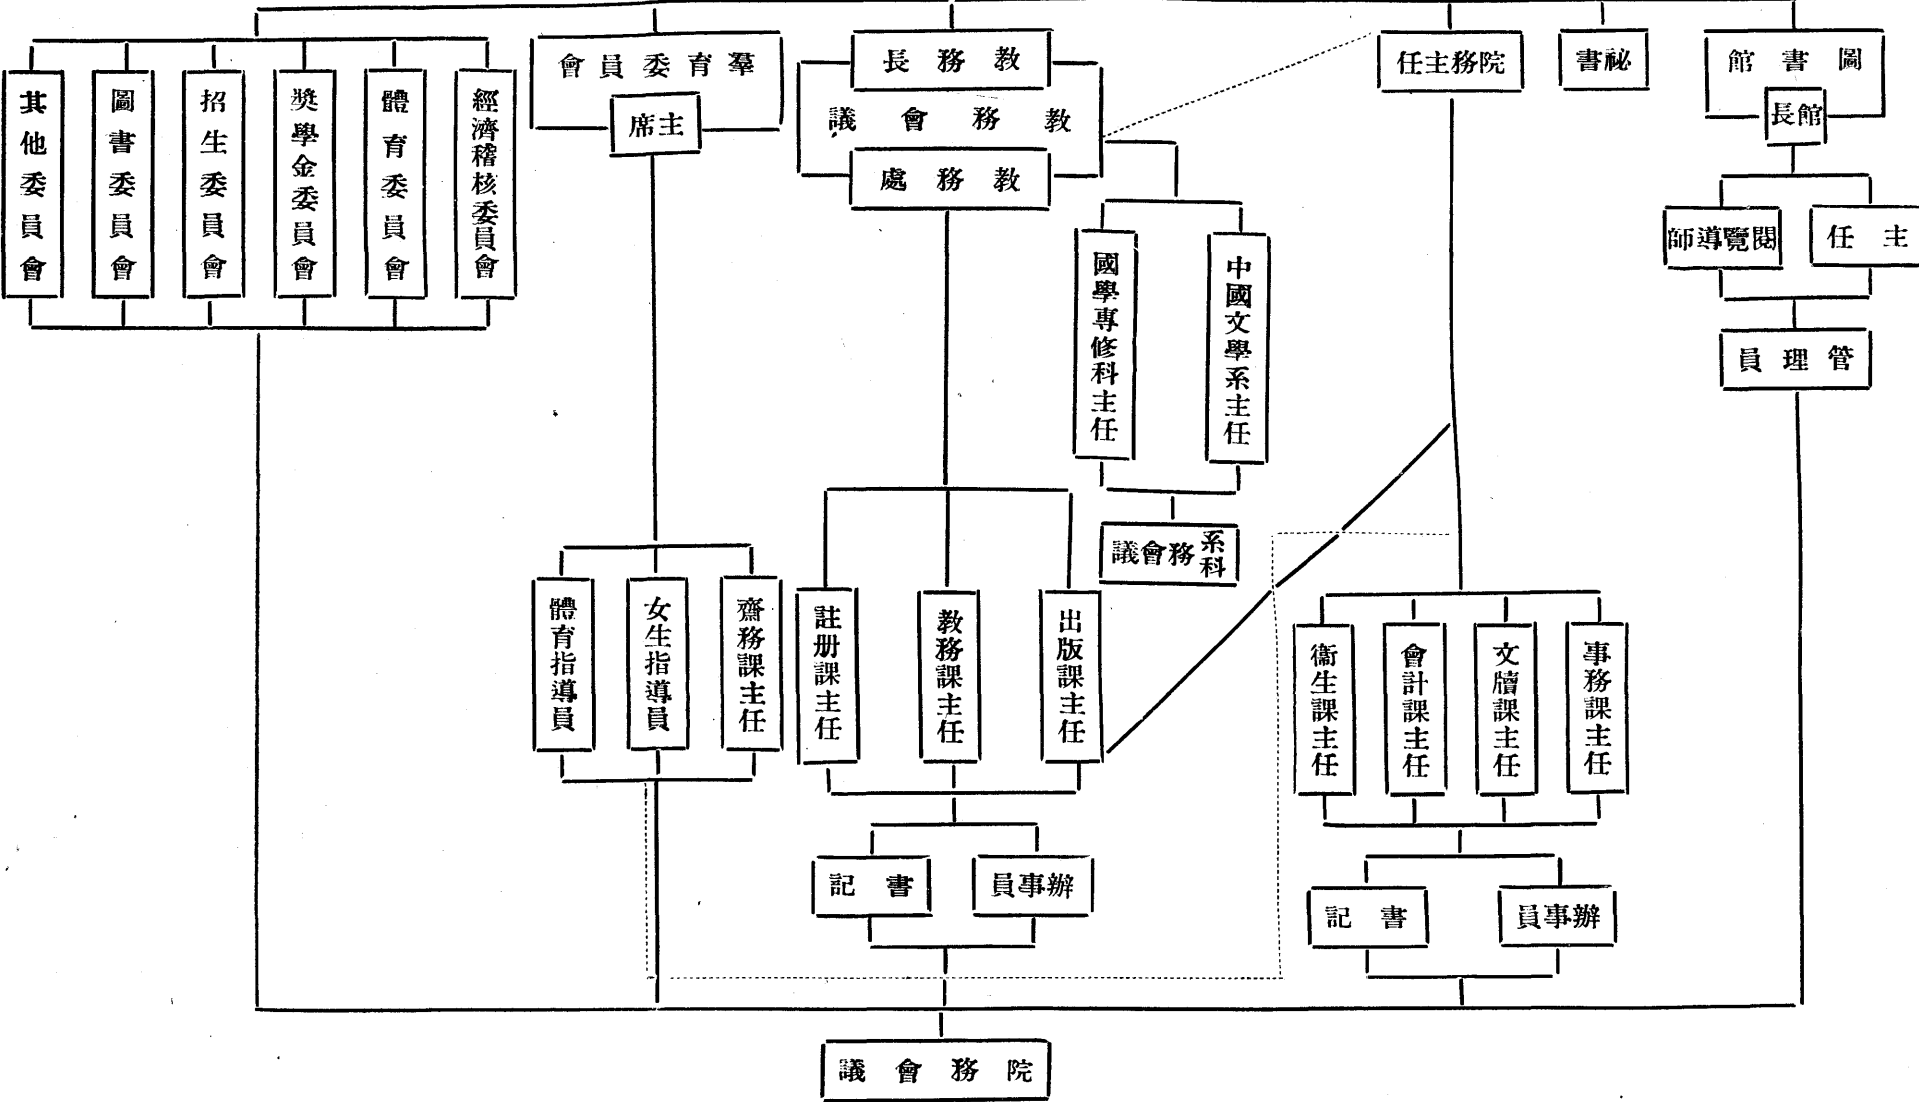 圖書館
館長
主任
閱覽導師
管理員
祕書
院務主任
事務課主任
文牘課主任
會計課主任
衞生課主任
辦事員
書記
教務長
教務會議
教務處
中國文學系主任
國學專修科主任
系科務會議
出版課主任
教務課主任
註册課主任
辦事員
書記
羣育委員會
主席
齋務課主任
女生指導員
體育指導員
經濟稽核委員會
體育委員會
奬學金委員會
招生委員會
圖書委員會
其他委員會
院務會議